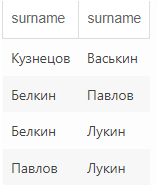 surname surname
Кузнецов Васькин
Белкин Павлов
Белкин Лукин
Павлов Лукин